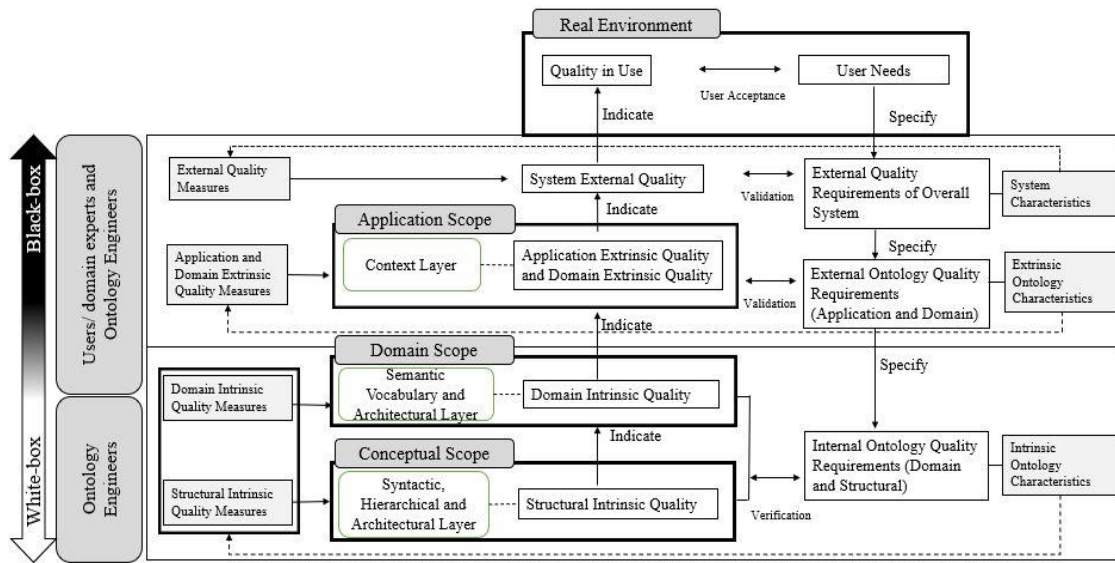 Real Environment
Quality in Use
User Needs
User Acceptance
Indicate
Specify
Black-box
White-box
Users/ domain experts and
Ontology Engineers
Ontology
Engineers
External Quality
Measures
System External Quality
Validation
External Quality
Requirements of Overall
System
System
Characteristics
Indicate
Specify
Application Scope
Application and
Domain Extrinsic
Quality Measures
Context Layer
Application Extrinsic Quality
and Domain Extrinsic Quality
Validation
External Ontology Quality
Requirements
(Application and Domain)
Extrinsic
Ontology
Characteristics
Indicate
Specify
Domain Scope
Domain Intrinsic
Quality Measures
Semantic
Vocabulary and
Architectural Layer
Domain Intrinsic Quality
Indicate
Conceptual Scope
Structural Intrinsic
Quality Measures
Syntactic,
Hierarchical and
Architectural Layer
Structural Intrinsic Quality
Verification
Internal Ontology Quality
Requirements (Domain
and Structural)
Intrinsic
Ontology
Characteristics